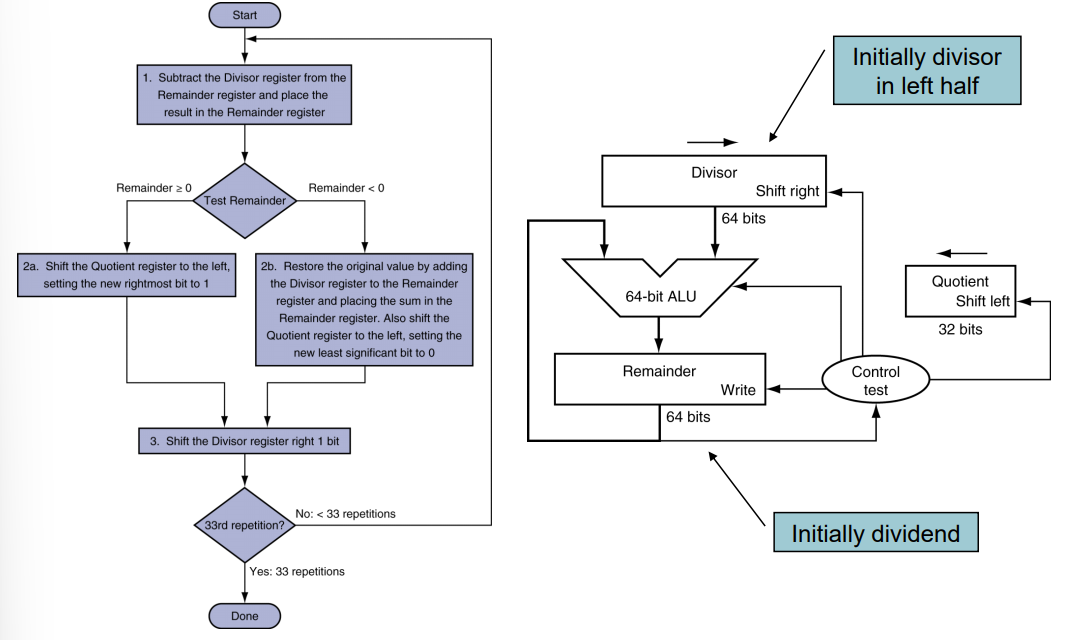 Start
1. Subtract the Divisor register from the
Remainder register and place the
result in the Remainder register
Remainder ≥ 0
Remainder < 0
Test Remainder
2a. Shift the Quotient register to the left,
setting the new rightmost bit to 1
2b. Restore the original value by adding
the Divisor register to the Remainder
register and placing the sum in the
Remainder register. Also shift the
Quotient register to the left, setting the
new least significant bit to 0
3. Shift the Divisor register right 1 bit
33rd repetition?
No: < 33 repetitions
Yes: 33 repetitions
Done
Initially divisor
in left half
Divisor
Shift right
64 bits
64-bit ALU
Quotient
Shift left
32 bits
Remainder
Write
64 bits
Control
test
Initially dividend